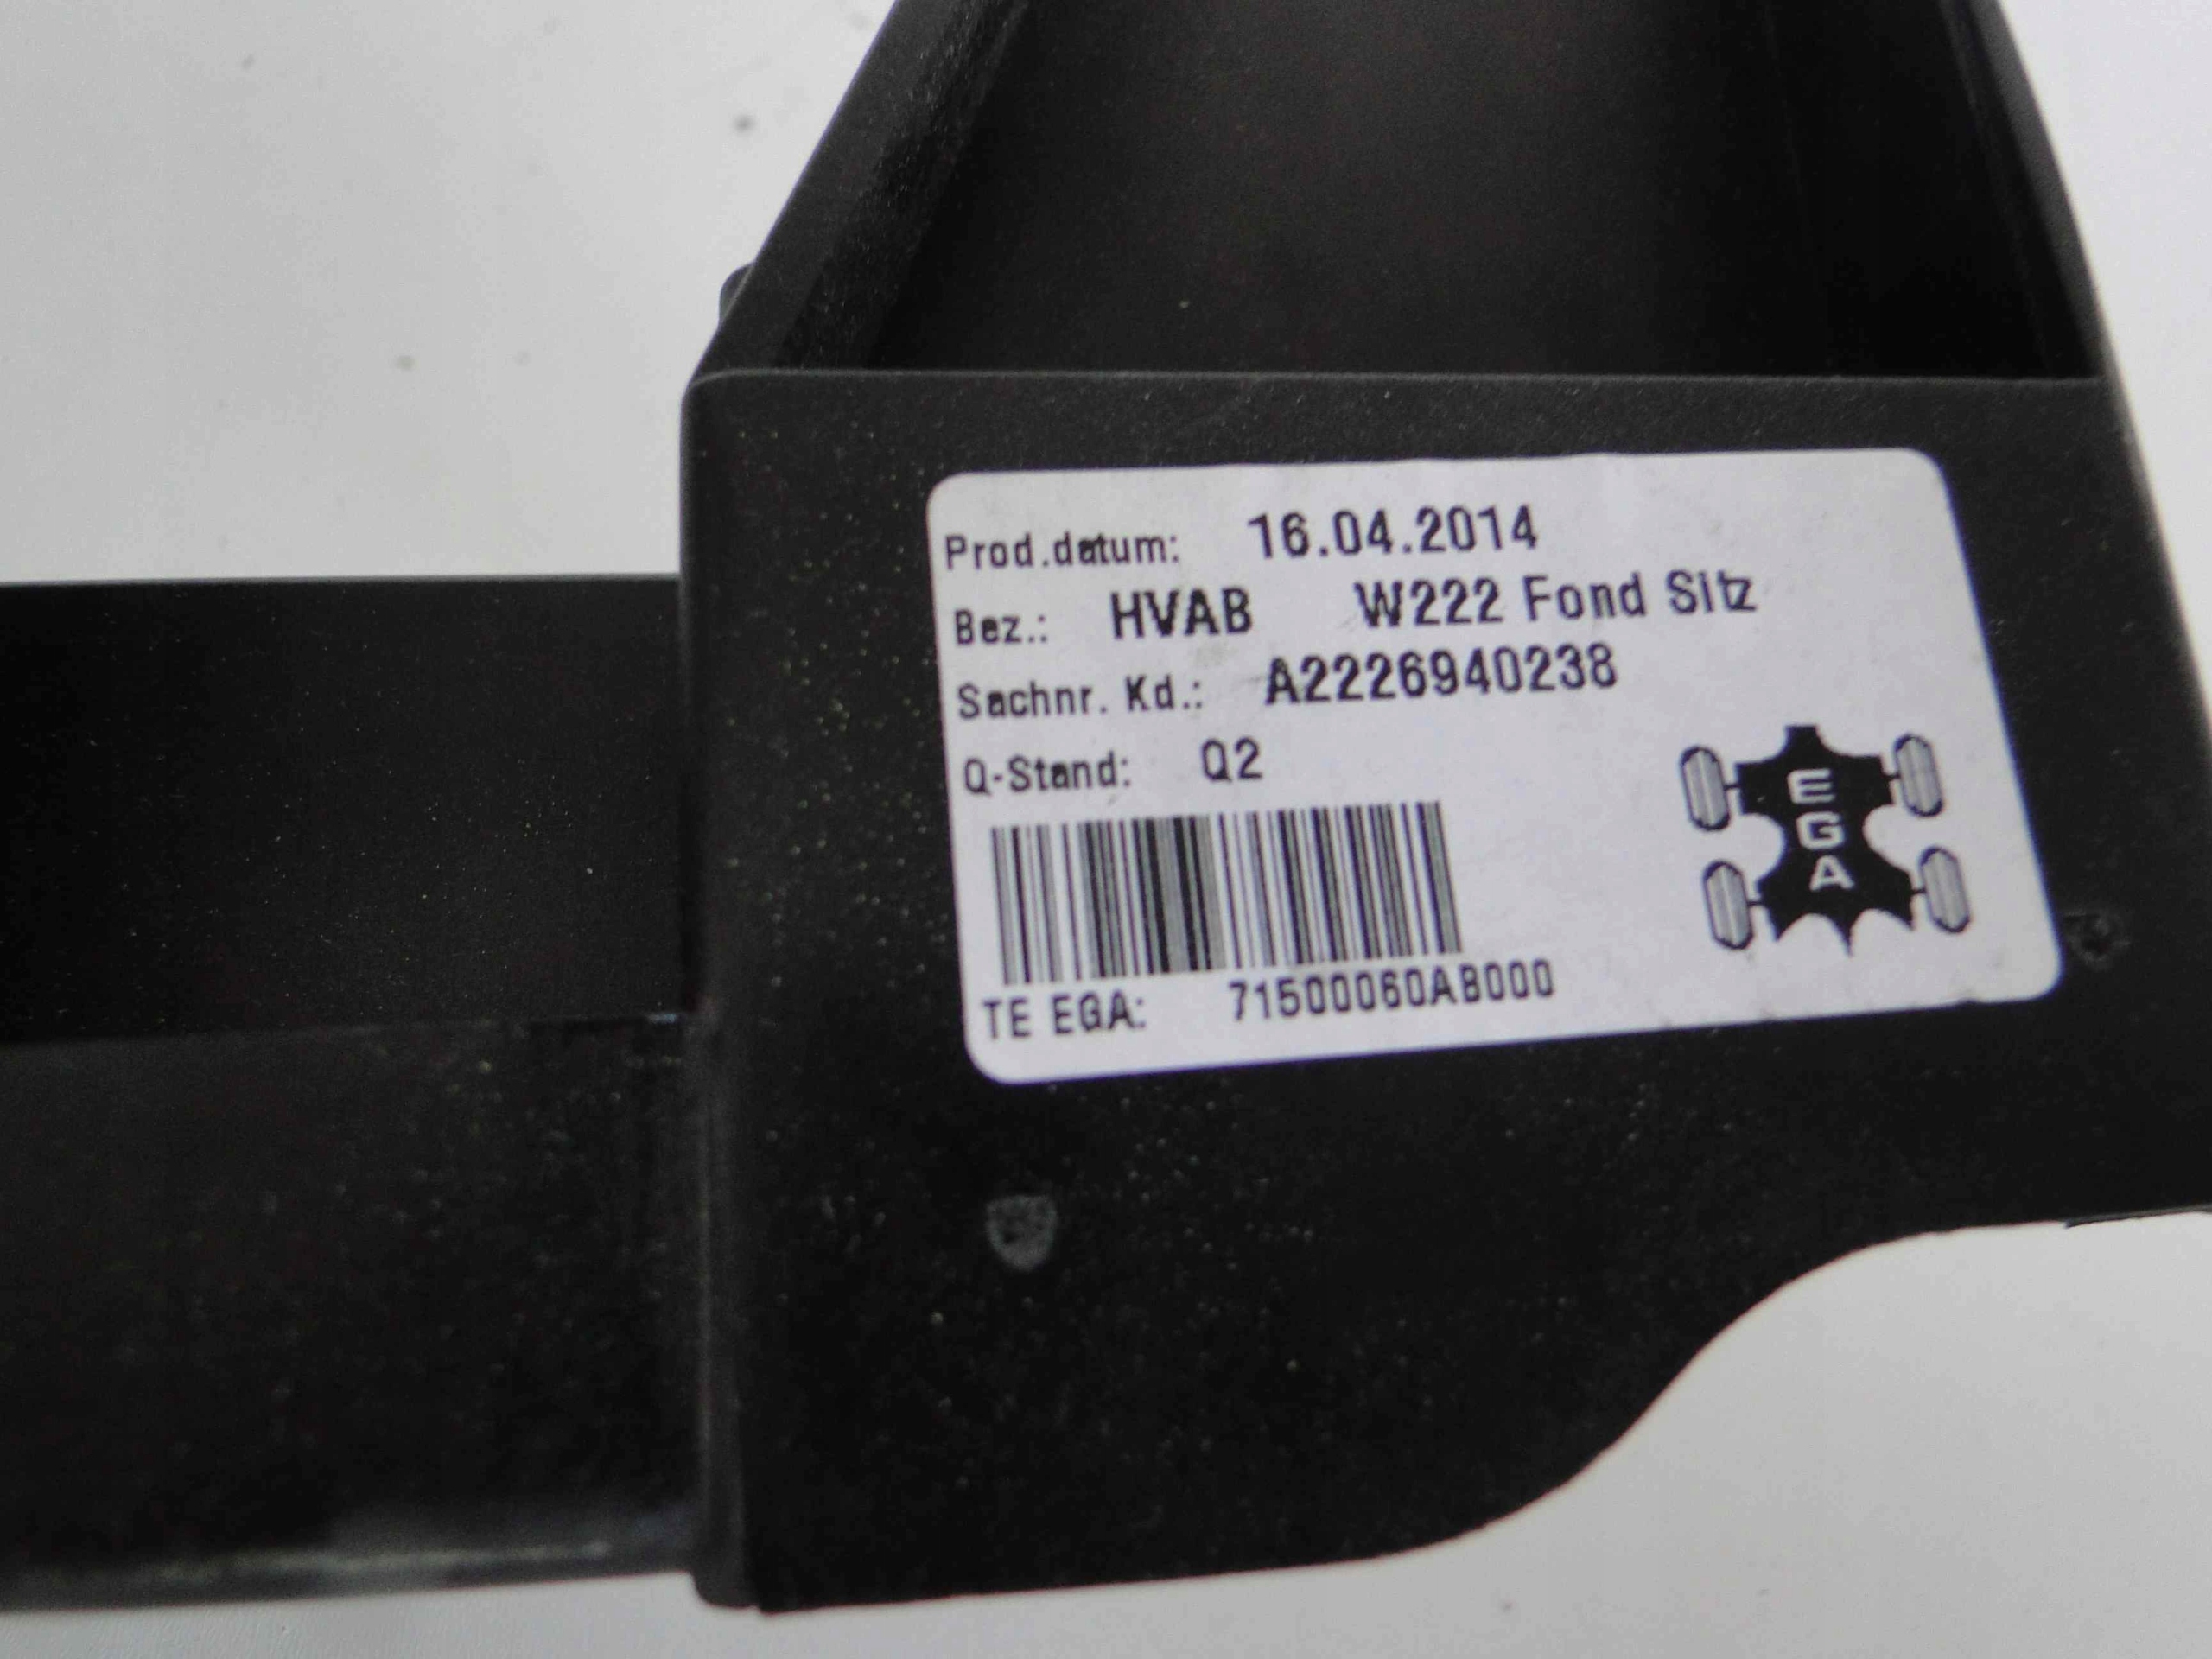 Prod.datum: 16.04.2014
Bez.: HVAB W222 Fond Sitz
Sachnr. Kd.: A2226940238
Q-Stand: Q2
EGA
TE EGA: 71500060AB000